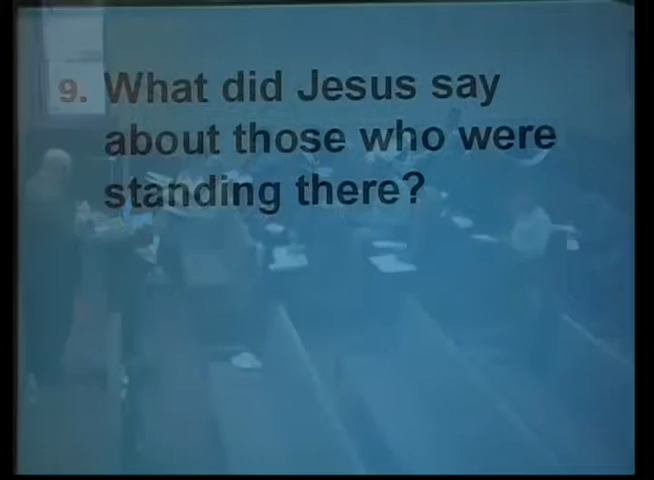 9. What did Jesus say
about those who were
standing there?